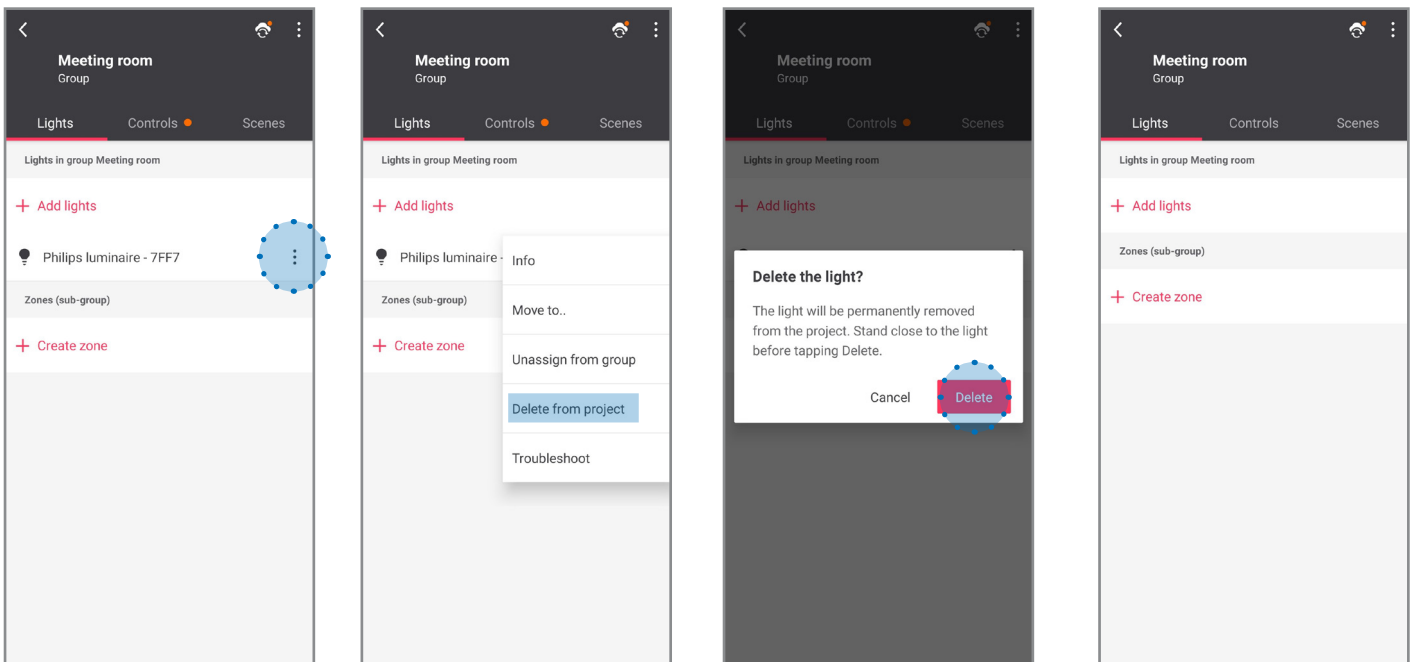 Meeting room
Group
Lights Controls Scenes
Lights in group Meeting room
+ Add lights
Philips luminaire - 7FF7
Zones (sub-group)
+ Create zone
Meeting room
Group
Lights Controls Scenes
Lights in group Meeting room
+ Add lights
Philips luminaire -
Zones (sub-group)
+ Create zone
Info
Move to..
Unassign from group
Delete from project
Troubleshoot
Meeting room
Group
Lights Controls Scenes
Lights in group Meeting room
+ Add lights
Delete the light?
The light will be permanently removed
from the project. Stand close to the light
before tapping Delete.
Cancel Delete
Meeting room
Group
Lights Controls Scenes
Lights in group Meeting room
+ Add lights
Zones (sub-group)
+ Create zone